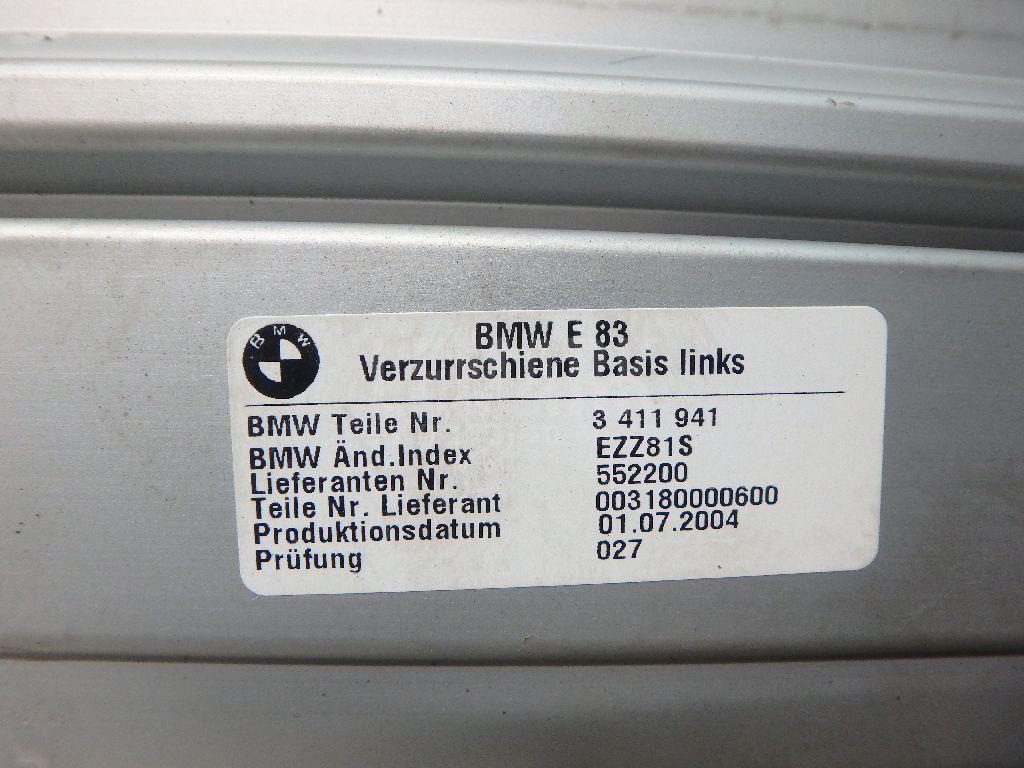 BMW
BMW E 83
Verzurrschiene Basis links
BMW Teile Nr. 3 411 941
BMW Änd.Index EZZ81S
Lieferanten Nr. 552200
Teile Nr. Lieferant 003180000600
Produktionsdatum 01.07.2004
Prüfung 027